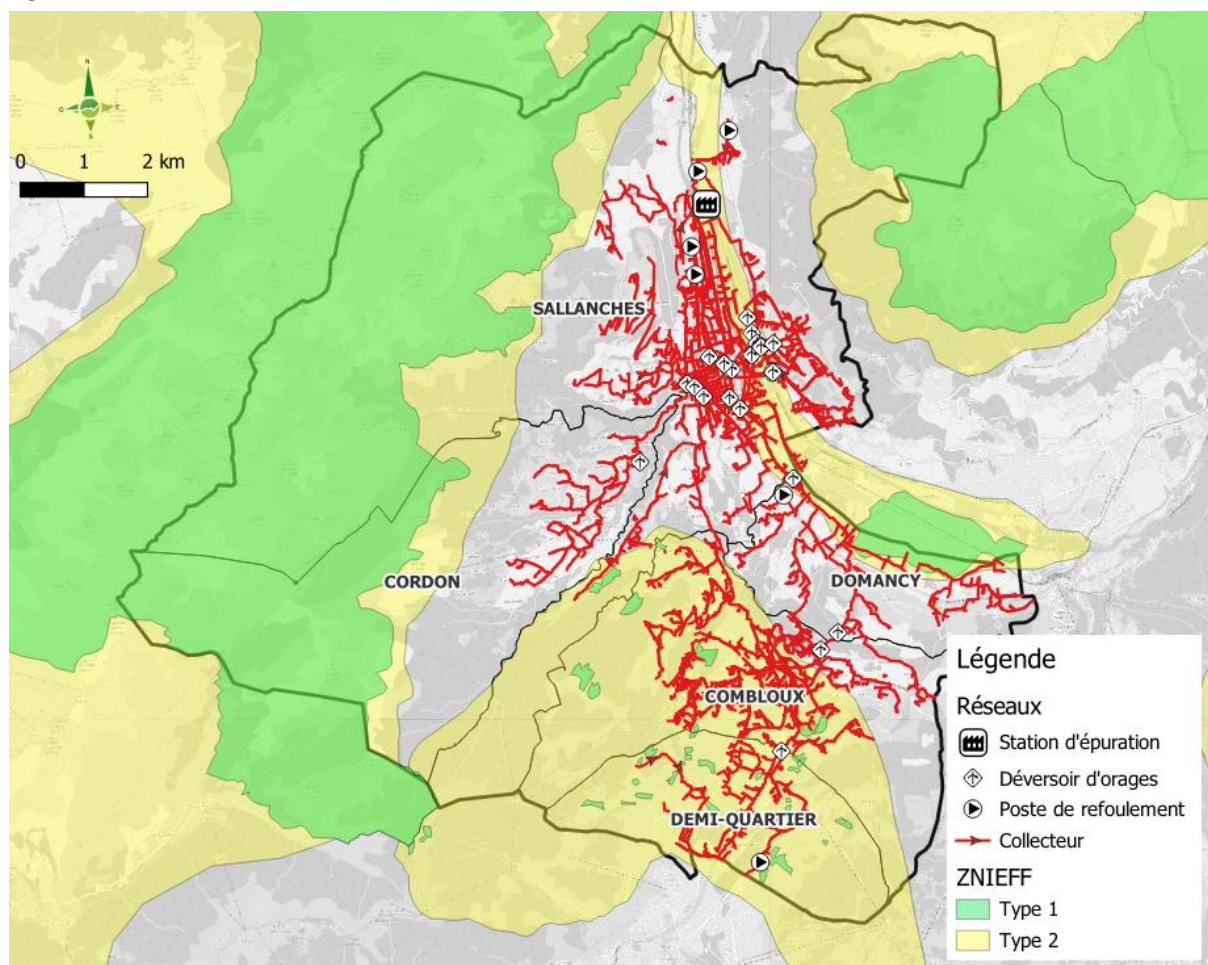 N
O
E
N
0 1 2 km
SALLANCHES
CORDON
DOMANCY
COMBLOUX
DEMI-QUARTIER
Légende
Réseaux
Station d'épuration
Déversoir d'orages
Poste de refoulement
Collecteur
ZNIEFF
Type 1
Type 2